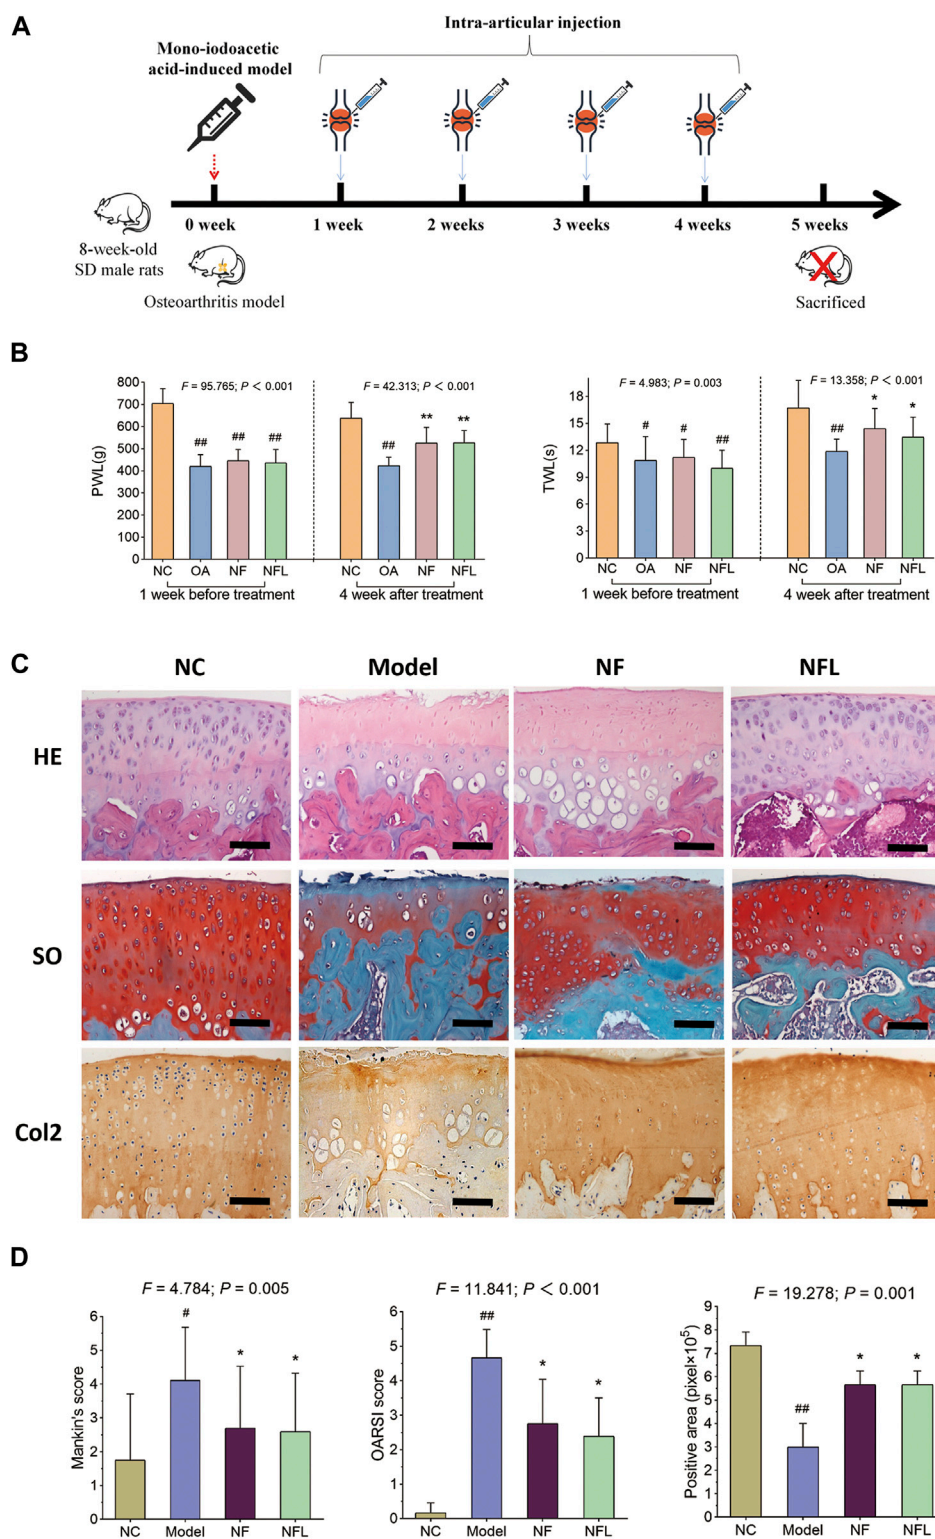 A
Intra-articular injection
Mono-iodoacetic
acid-induced model
0 week
1 week
2 weeks
3 weeks
4 weeks
5 weeks
8-week-old
SD male rats
Osteoarthritis model
Sacrificed
B
F = 95.765; P < 0.001
F = 42.313; P < 0.001
PWL(g)
800
700
600
500
400
300
200
100
0
##
##
##
##
**
**
NC OA NF NFL NC OA NF NFL
1 week before treatment
4 week after treatment
F = 4.983; P = 0.003
F = 13.358; P < 0.001
TWL(s)
18
15
12
9
6
3
0
#
#
##
##
*
*
NC OA NF NFL NC OA NF NFL
1 week before treatment
4 week after treatment
C
NC Model NF NFL
HE
SO
Col2
D
F = 4.784; P = 0.005
Mankin's score
6
5
4
3
2
1
0
#
*
*
NC Model NF NFL
F = 11.841; P < 0.001
OARSI score
6
5
4
3
2
1
0
##
*
*
NC Model NF NFL
F = 19.278; P = 0.001
Positive area (pixel×10⁵)
9
8
7
6
5
4
3
2
1
0
##
*
*
NC Model NF NFL